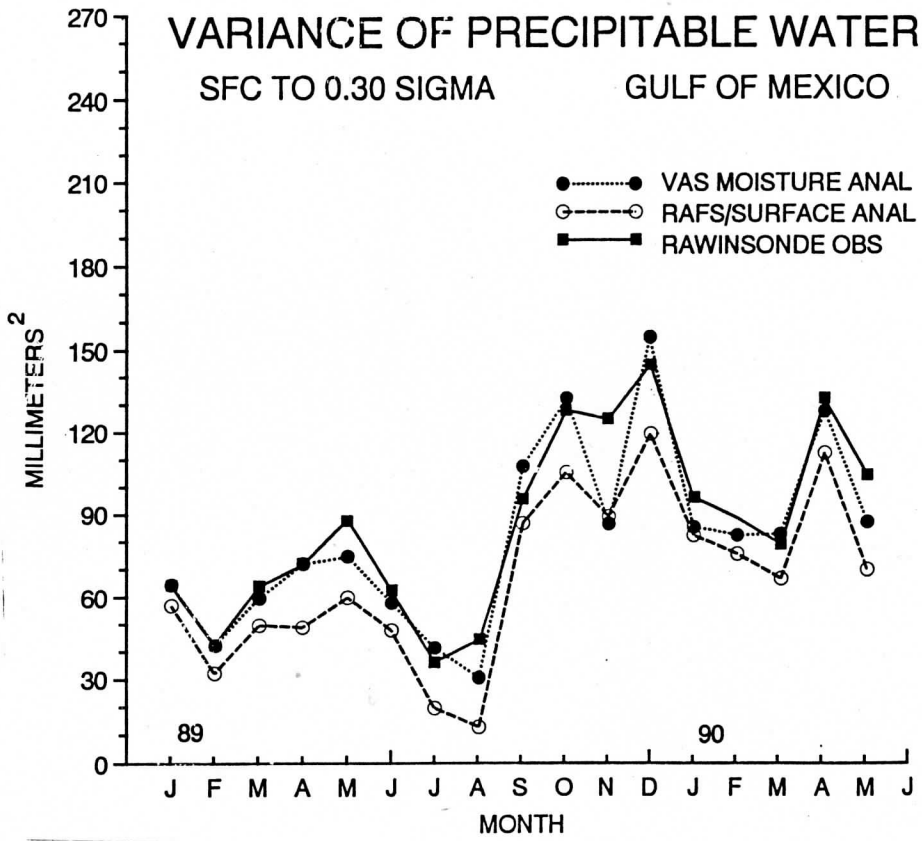 VARIANCE OF PRECIPITABLE WATER
SFC TO 0.30 SIGMA GULF OF MEXICO
VAS MOISTURE ANAL
RAFS/SURFACE ANAL
RAWINSONDE OBS
MILLIMETERS²
270
240
210
180
150
120
90
60
30
0
89 90
J F M A M J J A S O N D J F M A M J
MONTH